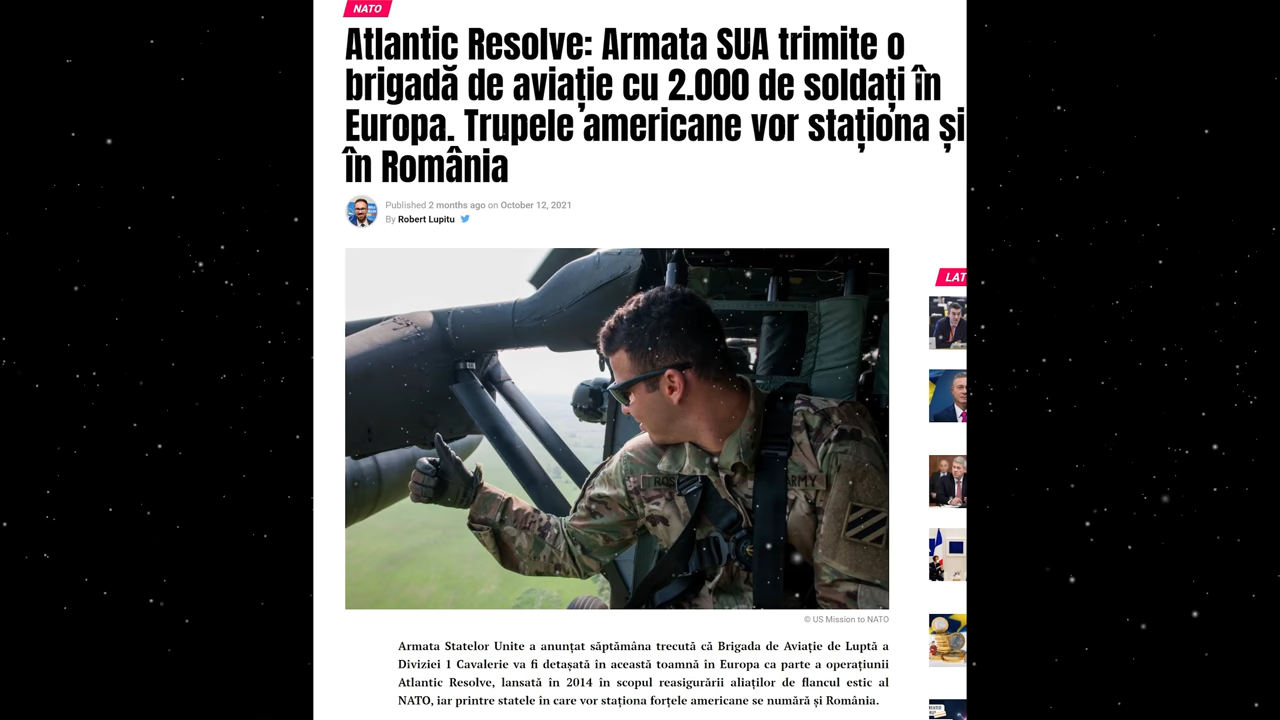 NATO
Atlantic Resolve: Armata SUA trimite o
brigadă de aviație cu 2.000 de soldați în
Europa. Trupele americane vor staționa și
în România
Published 2 months ago on October 12, 2021
By Robert Lupitu
LAT
ROS
ARMY
© US Mission to NATO
Armata Statelor Unite a anunțat săptămâna trecută că Brigada de Aviație de Luptă a
Diviziei 1 Cavalerie va fi detașată în această toamnă în Europa ca parte a operațiunii
Atlantic Resolve, lansată în 2014 în scopul reasigurării aliaților de flancul estic al
NATO, iar printre statele în care vor staționa forțele americane se numără și România.